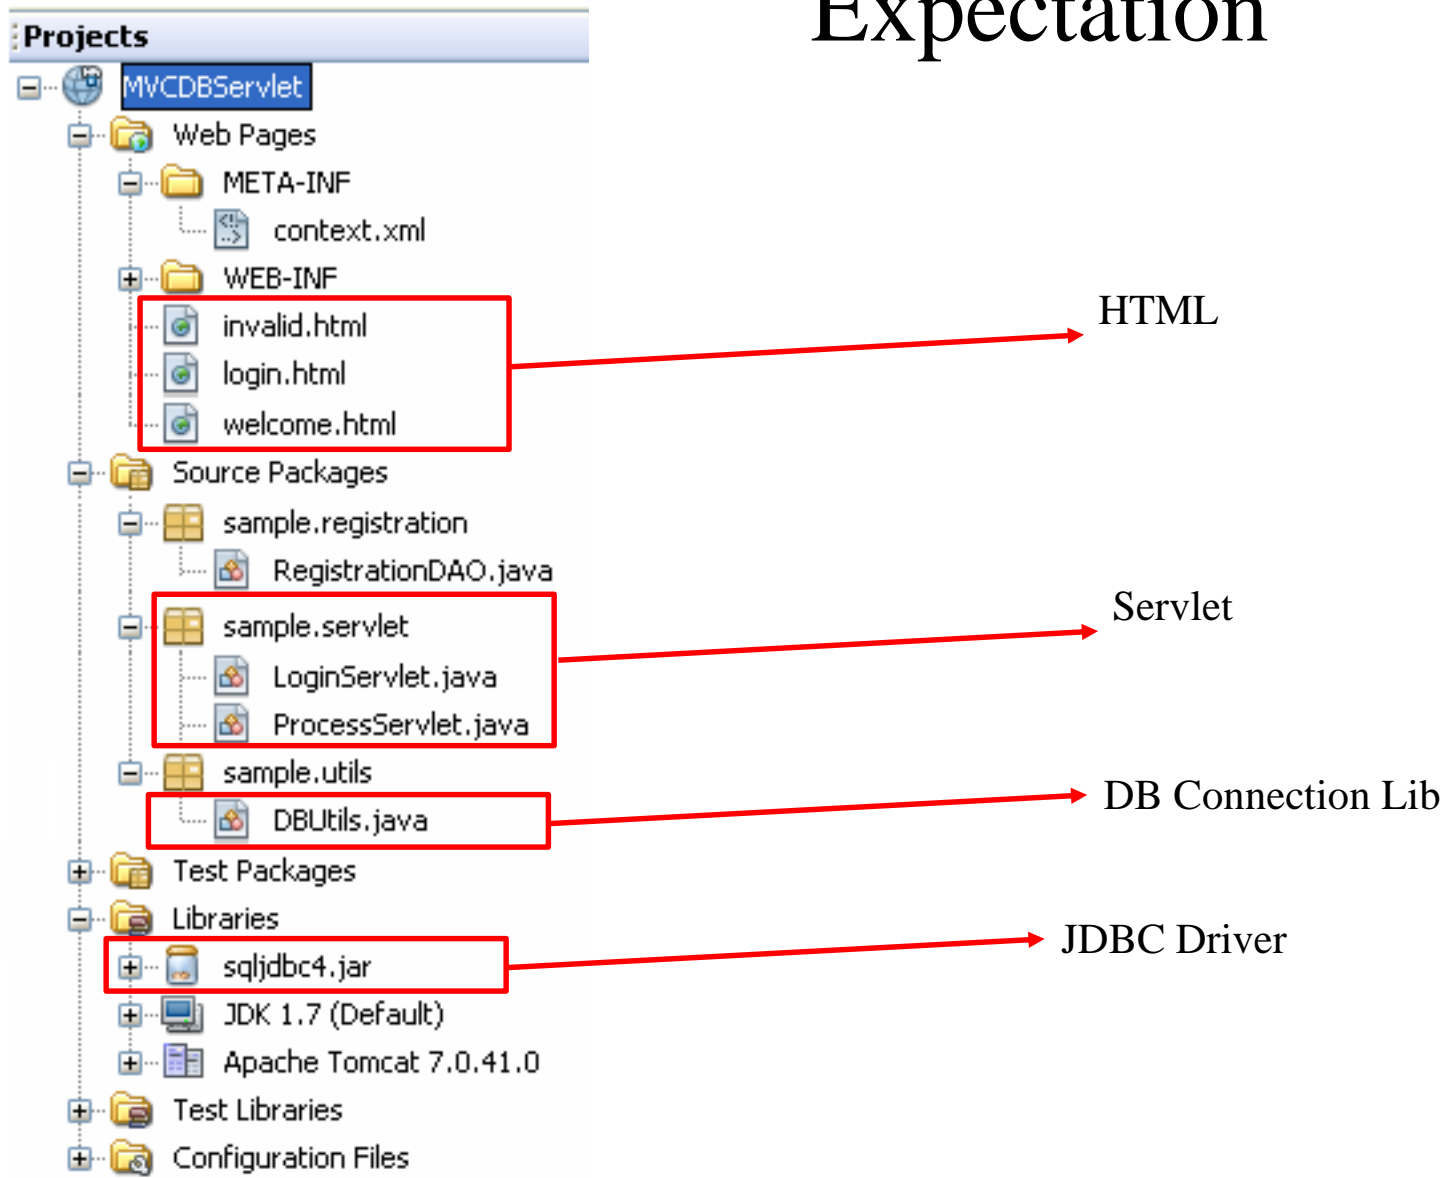 Expectation
Projects
MVCDBServlet
Web Pages
META-INF
context.xml
WEB-INF
invalid.html
HTML
login.html
welcome.html
Source Packages
sample.registration
RegistrationDAO.java
sample.servlet
Servlet
LoginServlet.java
ProcessServlet.java
sample.utils
DBUtils.java
DB Connection Lib
Test Packages
Libraries
sqljdbc4.jar
JDBC Driver
JDK 1.7 (Default)
Apache Tomcat 7.0.41.0
Test Libraries
Configuration Files